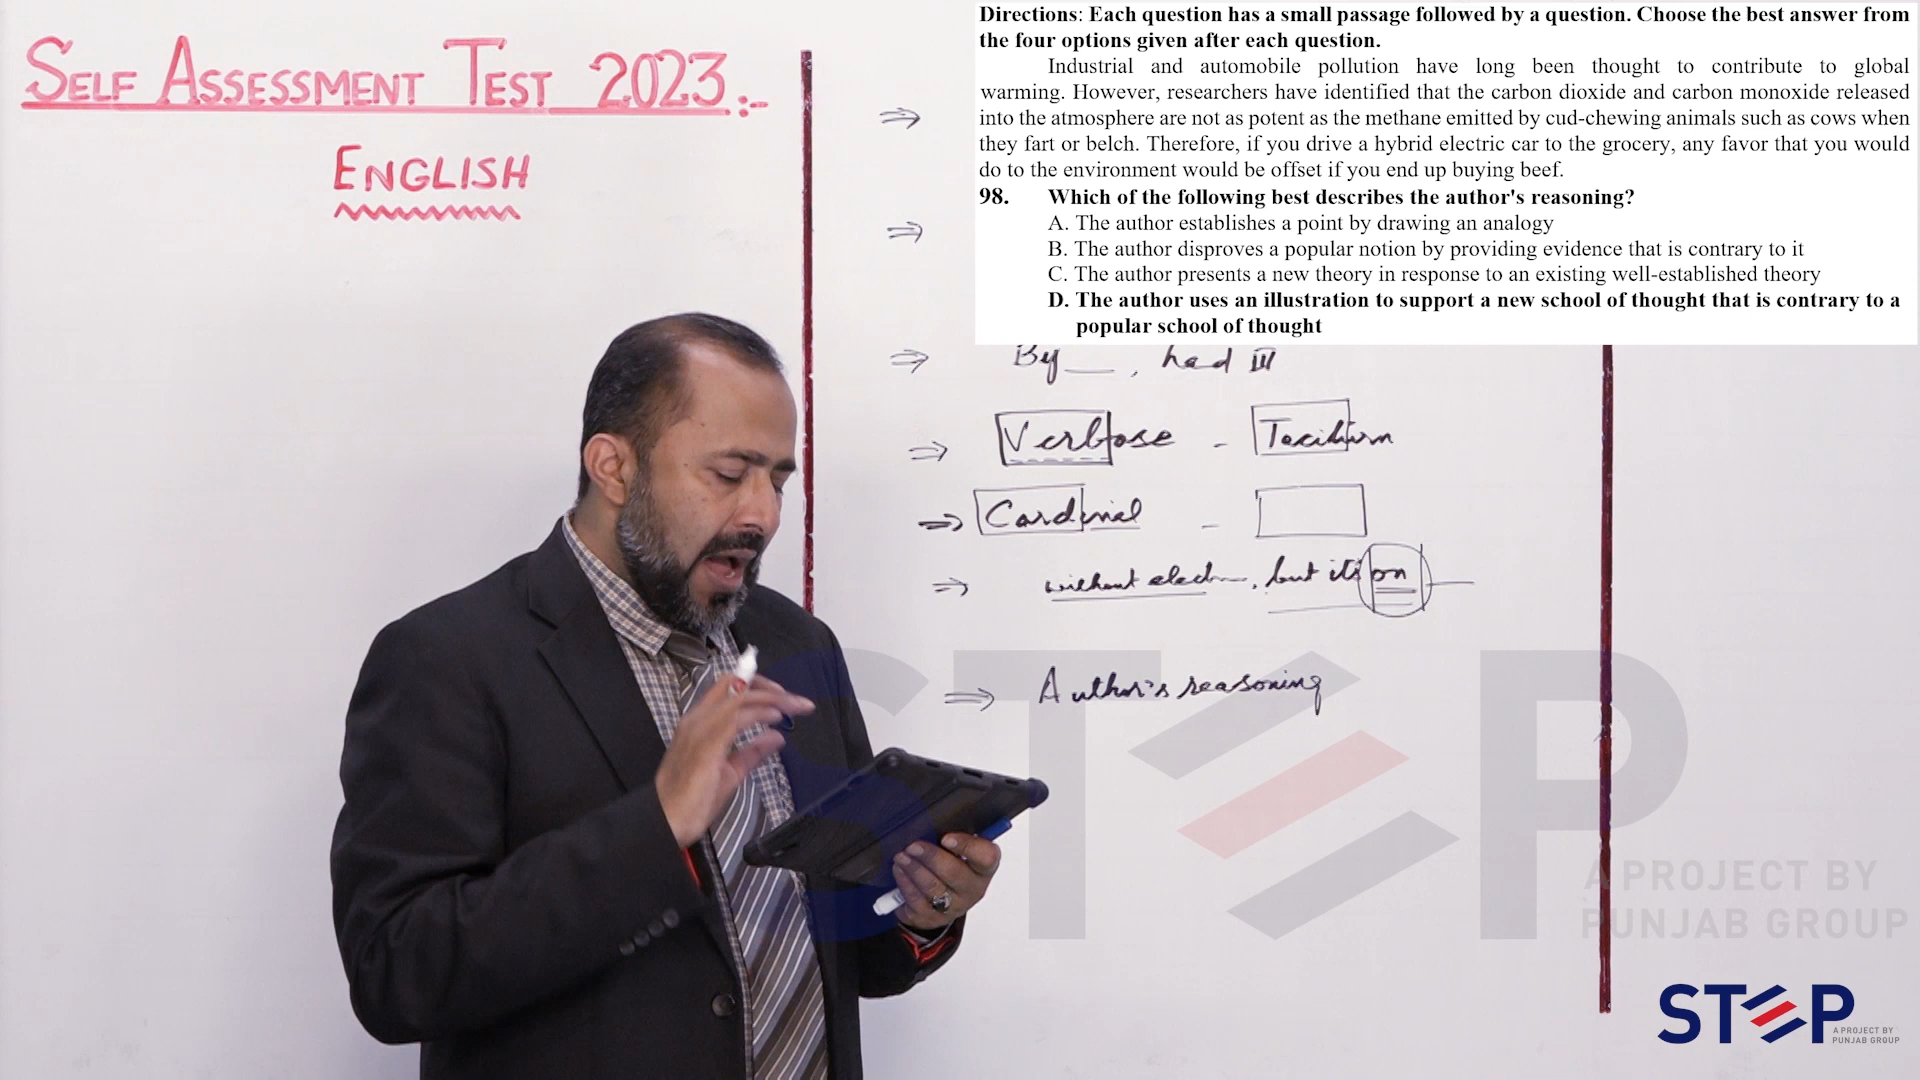 SELF ASSESSMENT TEST 2023:-
ENGLISH
Directions: Each question has a small passage followed by a question. Choose the best answer from
the four options given after each question.
Industrial and automobile pollution have long been thought to contribute to global
warming. However, researchers have identified that the carbon dioxide and carbon monoxide released
into the atmosphere are not as potent as the methane emitted by cud-chewing animals such as cows when
they fart or belch. Therefore, if you drive a hybrid electric car to the grocery, any favor that you would
do to the environment would be offset if you end up buying beef.
98. Which of the following best describes the author's reasoning?
A. The author establishes a point by drawing an analogy
B. The author disproves a popular notion by providing evidence that is contrary to it
C. The author presents a new theory in response to an existing well-established theory
D. The author uses an illustration to support a new school of thought that is contrary to a
popular school of thought
⇒
⇒
⇒ By __ , had III
⇒ Verbose -
⇒ Cardinal -
⇒ without , but its on
⇒ Author's reasoning
STEP
A PROJECT BY
PUNJAB GROUP
STEP
A PROJECT BY
PUNJAB GROUP